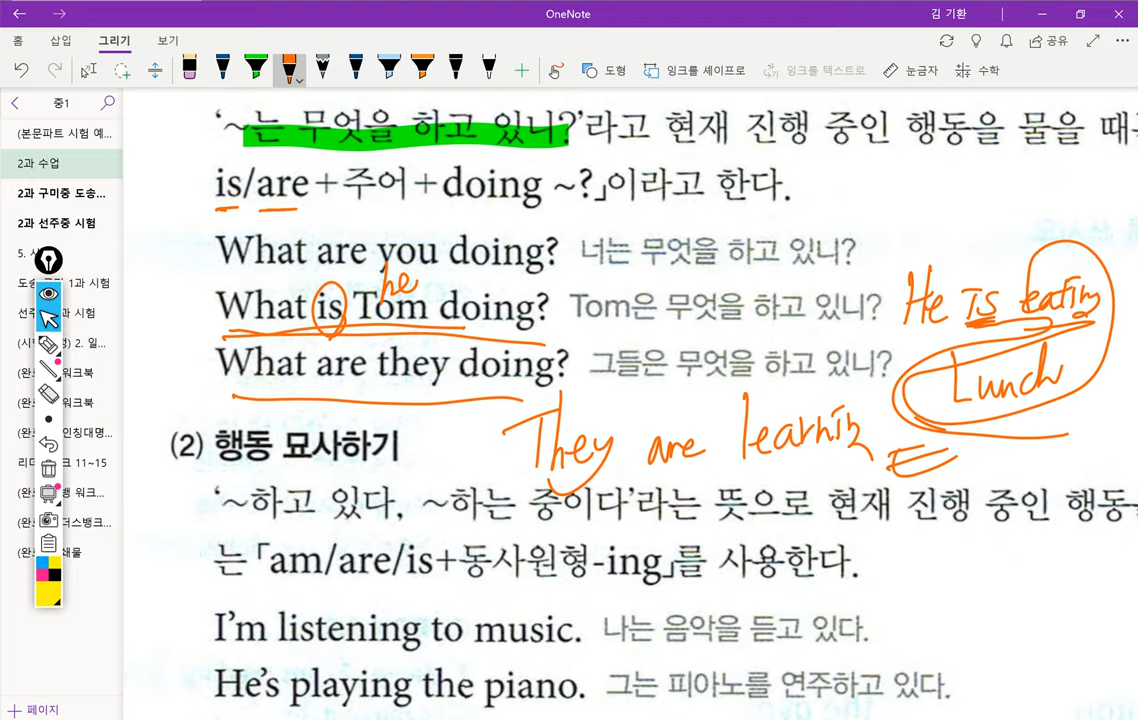 OneNote
김 기환
홈 삽입 그리기 보기
공유
도형 잉크를 셰이프로 잉크를 텍스트로 눈금자 수학
중1
(본문파트 시험 예...
2과 수업
2과 구미중 도송...
2과 선주중 시험
5.
1과 시험
과 시험
2. 일...
워크북
워크북
인칭대명...
11~15
워크...
더스뱅크...
쇄물
페이지
'~는 무엇을 하고 있니?'라고 현재 진행 중인 행동을 물을 때
is/are+주어+doing ~?」이라고 한다.
What are you doing? 너는 무엇을 하고 있니?
he
What is Tom doing? Tom은 무엇을 하고 있니?
He is eating
Lunch
What are they doing? 그들은 무엇을 하고 있니?
They are learnin
(2) 행동 묘사하기
'~하고 있다, ~하는 중이다'라는 뜻으로 현재 진행 중인 행동
는「am/are/is+동사원형-ing」를 사용한다.
I'm listening to music. 나는 음악을 듣고 있다.
He's playing the piano. 그는 피아노를 연주하고 있다.